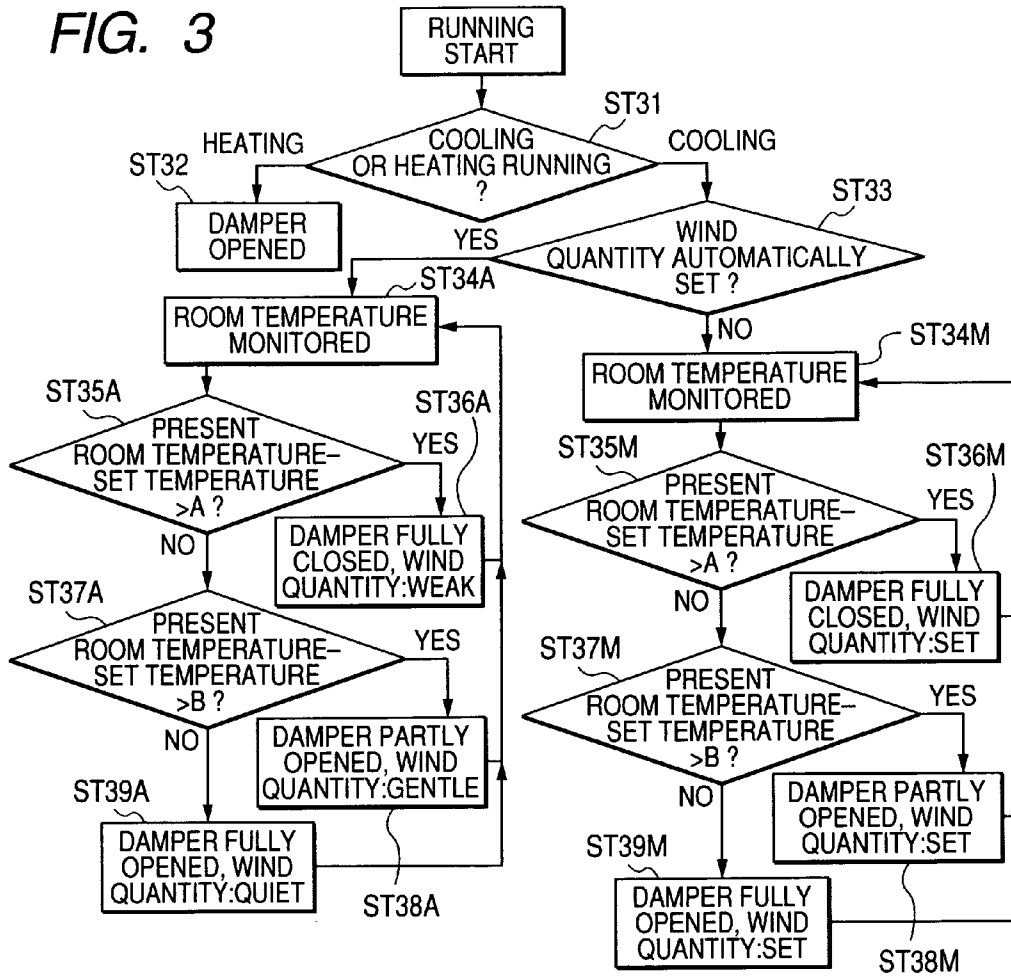 FIG. 3
RUNNING
START
ST31
COOLING
OR HEATING RUNNING
?
HEATING
COOLING
ST32
DAMPER
OPENED
ST33
WIND
QUANTITY AUTOMATICALLY
SET ?
YES
NO
ST34A
ROOM TEMPERATURE
MONITORED
ST35A
PRESENT
ROOM TEMPERATURE–
SET TEMPERATURE
>A ?
YES
NO
ST36A
DAMPER FULLY
CLOSED, WIND
QUANTITY:WEAK
ST37A
PRESENT
ROOM TEMPERATURE–
SET TEMPERATURE
>B ?
YES
NO
DAMPER PARTLY
OPENED, WIND
QUANTITY:GENTLE
ST38A
ST39A
DAMPER FULLY
OPENED, WIND
QUANTITY:QUIET
ST34M
ROOM TEMPERATURE
MONITORED
ST35M
PRESENT
ROOM TEMPERATURE–
SET TEMPERATURE
>A ?
YES
NO
ST36M
DAMPER FULLY
CLOSED, WIND
QUANTITY:SET
ST37M
PRESENT
ROOM TEMPERATURE–
SET TEMPERATURE
>B ?
YES
NO
DAMPER PARTLY
OPENED, WIND
QUANTITY:SET
ST38M
ST39M
DAMPER FULLY
OPENED, WIND
QUANTITY:SET